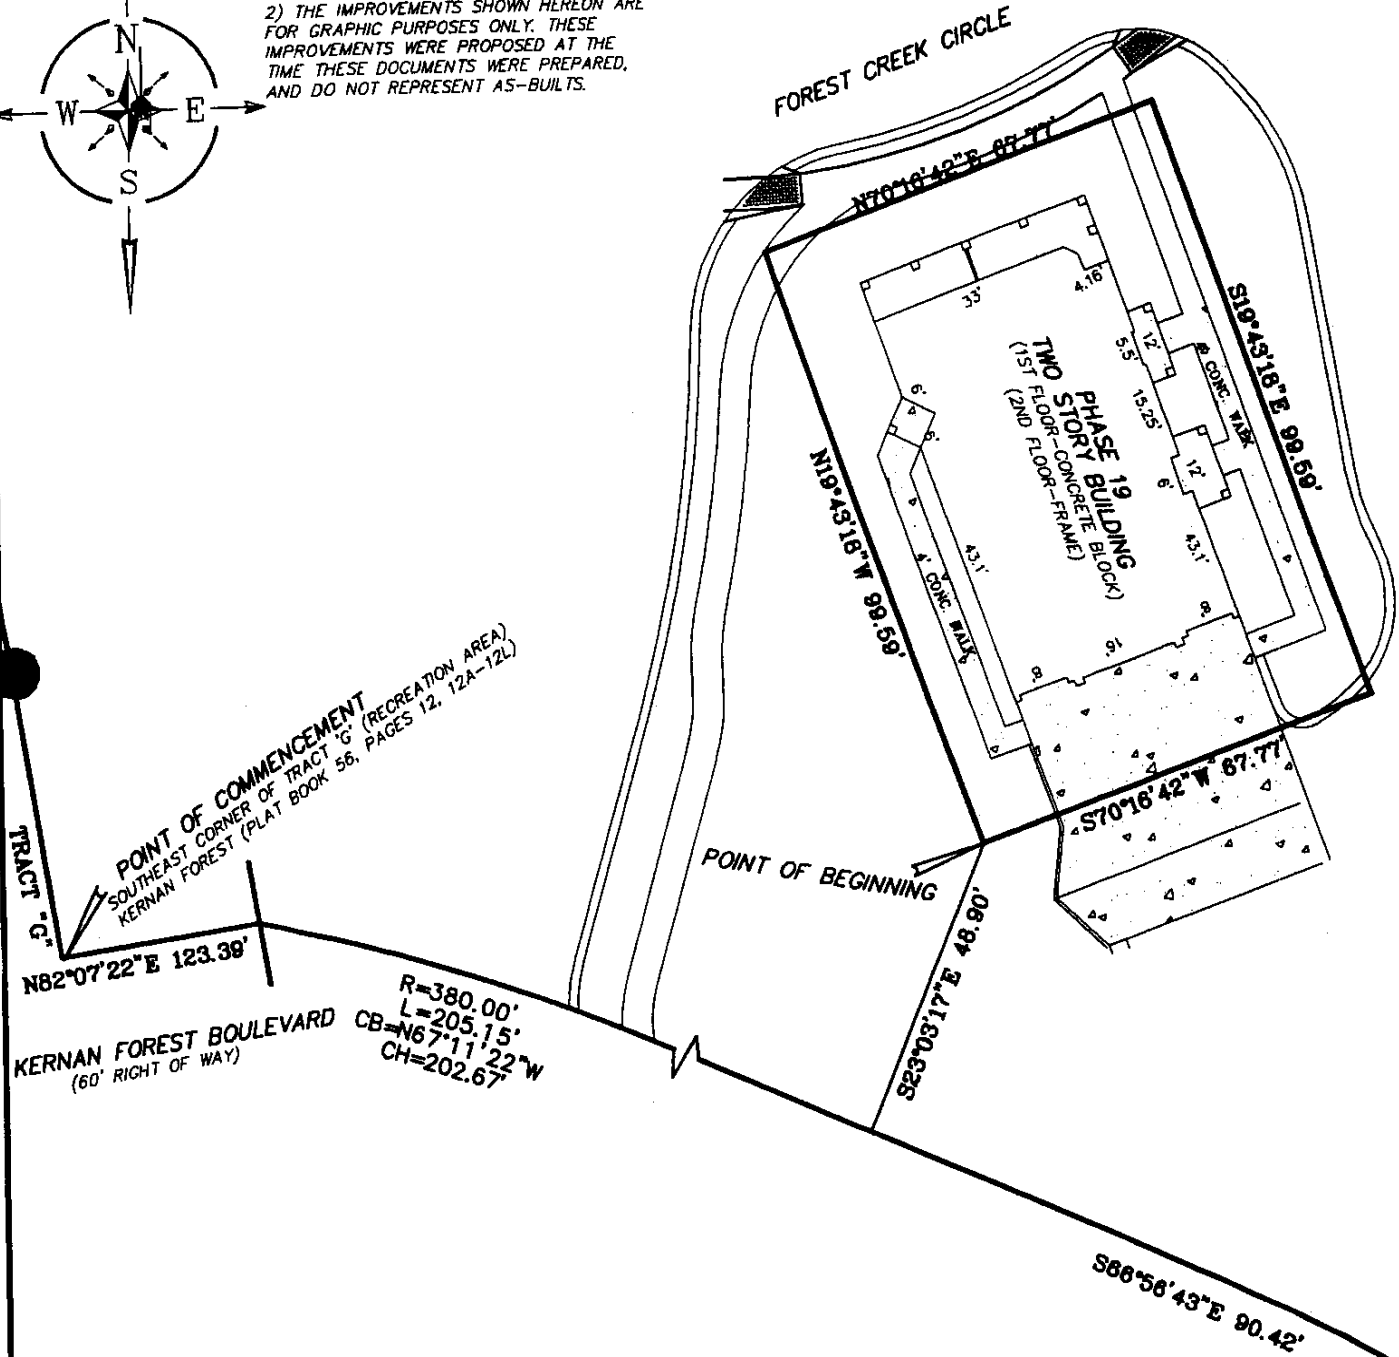 2) THE IMPROVEMENTS SHOWN HEREON ARE
FOR GRAPHIC PURPOSES ONLY. THESE
IMPROVEMENTS WERE PROPOSED AT THE
TIME THESE DOCUMENTS WERE PREPARED,
AND DO NOT REPRESENT AS-BUILTS.
N
W
E
S
FOREST CREEK CIRCLE
N70°16'42"E 67.77'
S19°43'18"E 99.59'
33'
4.16'
12'
5.5'
15.25'
12'
6'
43.1'
CONC. WALK
PHASE 19
TWO STORY BUILDING
(1ST FLOOR-CONCRETE BLOCK)
(2ND FLOOR-FRAME)
6'
6'
43.1'
4' CONC. WALK
N19°43'18"W 99.59'
8'
16'
8'
S70°16'42"W 67.77'
POINT OF BEGINNING
S23°03'17"E 48.90'
POINT OF COMMENCEMENT
SOUTHEAST CORNER OF TRACT 'G' (RECREATION AREA)
KERNAN FOREST (PLAT BOOK 56, PAGES 12, 12A-12L)
TRACT "G"
N82°07'22"E 123.39'
KERNAN FOREST BOULEVARD
(60' RIGHT OF WAY)
R=380.00'
L=205.15'
CB=N67°11'22"W
CH=202.67'
S66°56'43"E 90.42'